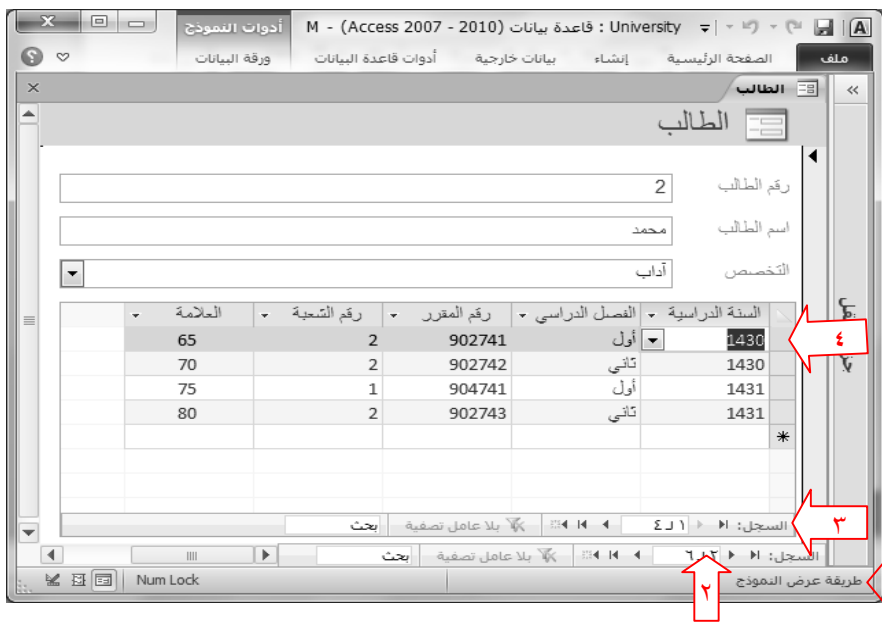 University : قاعدة بيانات (Access 2007 - 2010) - M
أدوات النموذج
ملف
الصفحة الرئيسية
إنشاء
بيانات خارجية
أدوات قاعدة البيانات
ورقة البيانات
الطالب
الطالب
رقم الطالب 2
اسم الطالب محمد
التخصص آداب
السنة الدراسية الفصل الدراسي رقم المقرر رقم الشعبة العلامة
1430 أول 902741 2 65
1430 ثاني 902742 2 70
1431 أول 904741 1 75
1431 ثاني 902743 2 80
٤
السجل: ١ لـ ٤ بلا عامل تصفية بحث
٣
السجل: ٢ لـ ٦ بلا عامل تصفية بحث
٢
طريقة عرض النموذج
Num Lock